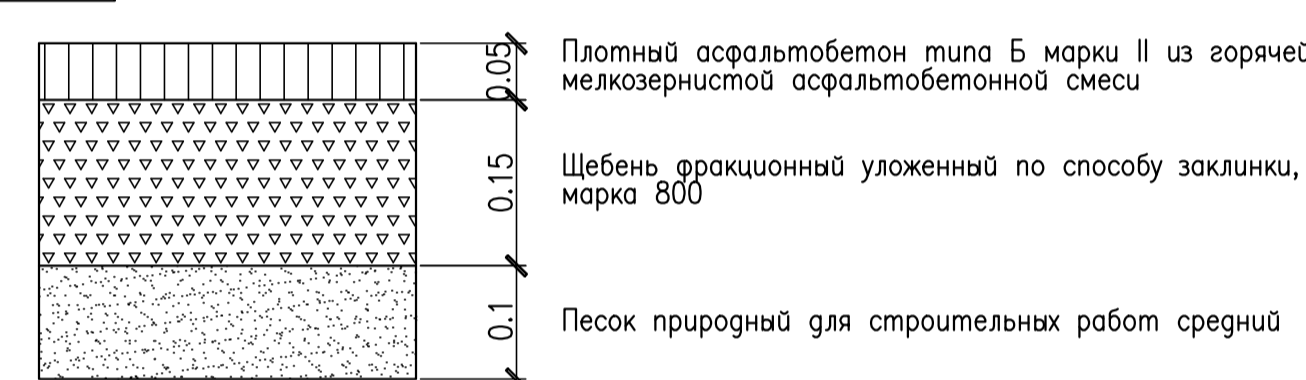 0.05
Плотный асфальтобетон типа Б марки II из горячей
мелкозернистой асфальтобетонной смеси
0.15
Щебень фракционный уложенный по способу заклинки,
марка 800
0.1
Песок природный для строительных работ средний